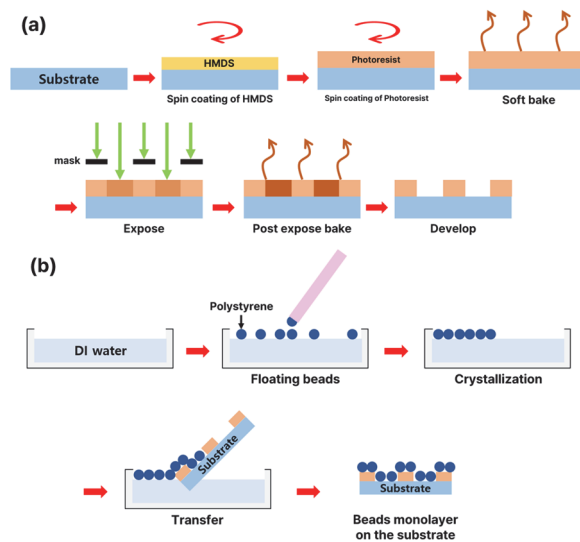 (a)
Substrate
HMDS
Spin coating of HMDS
Photoresist
Spin coating of Photoresist
Soft bake
mask
Expose
Post expose bake
Develop
(b)
DI water
Polystyrene
Floating beads
Crystallization
Substrate
Transfer
Substrate
Beads monolayer
on the substrate